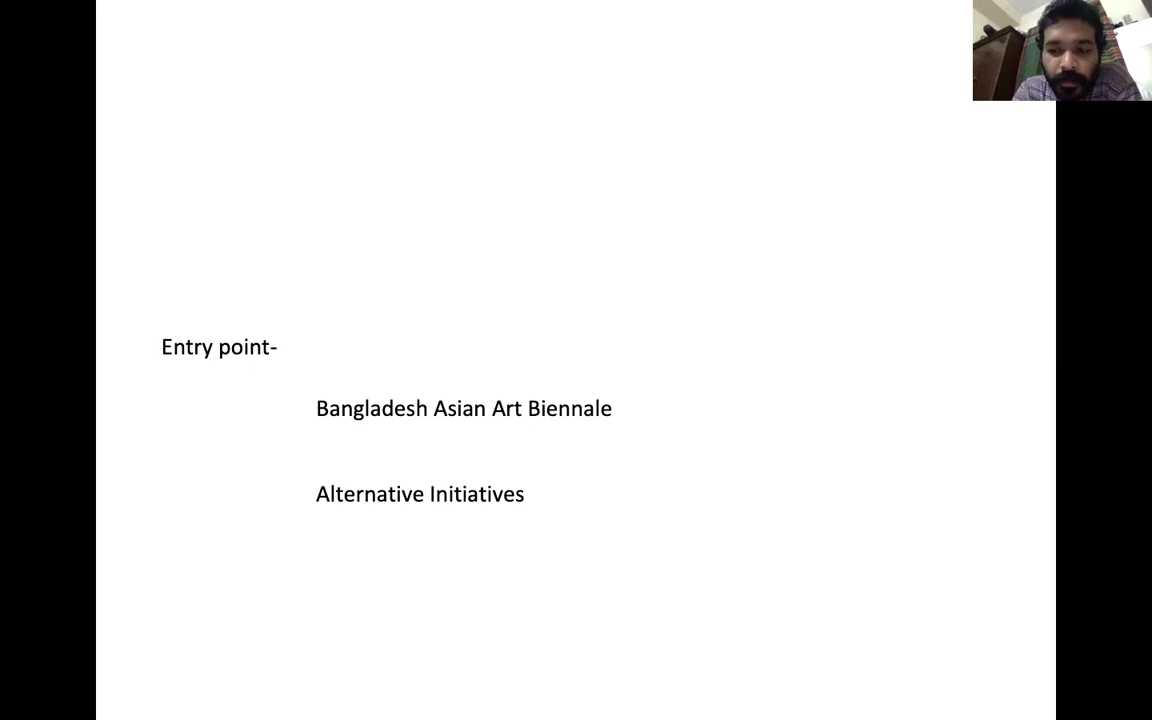 Entry point-
Bangladesh Asian Art Biennale
Alternative Initiatives